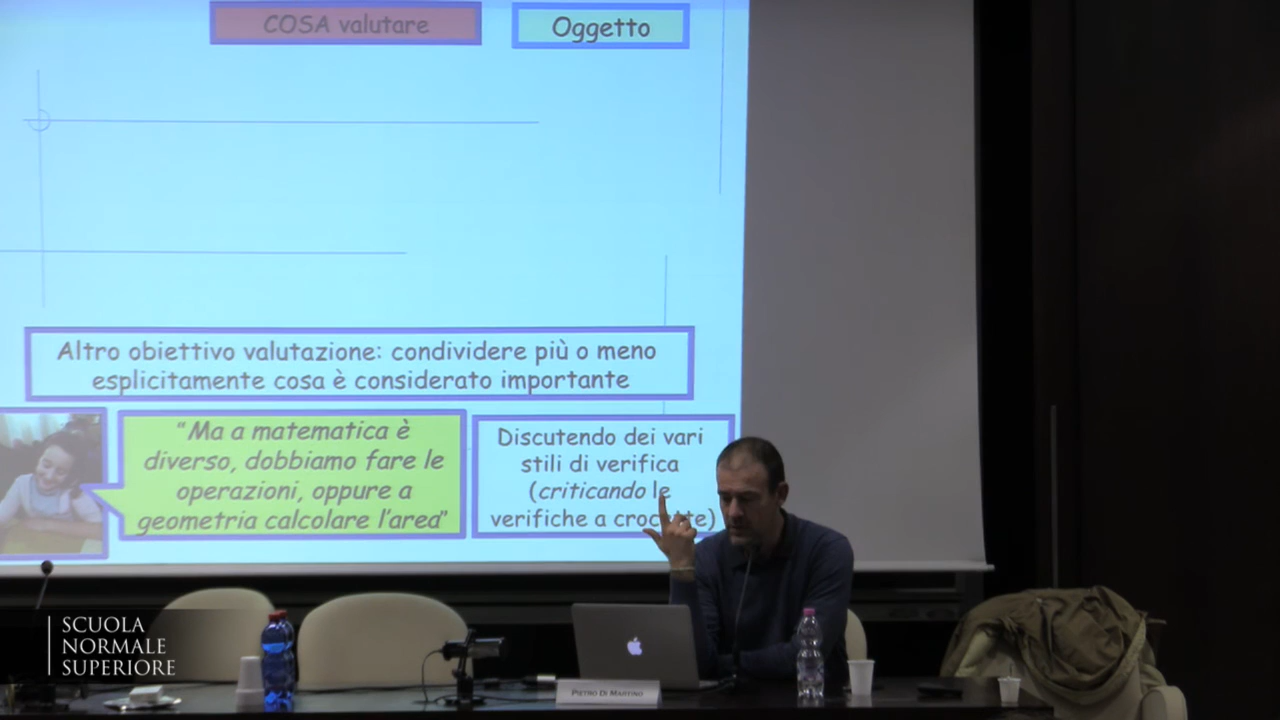 COSA valutare
Oggetto
Altro obiettivo valutazione: condividere più o meno
esplicitamente cosa è considerato importante
"Ma a matematica è
diverso, dobbiamo fare le
operazioni, oppure a
geometria calcolare l'area"
Discutendo dei vari
stili di verifica
(criticando le
verifiche a crocette)
SCUOLA
NORMALE
SUPERIORE
PIETRO DI MARTINO